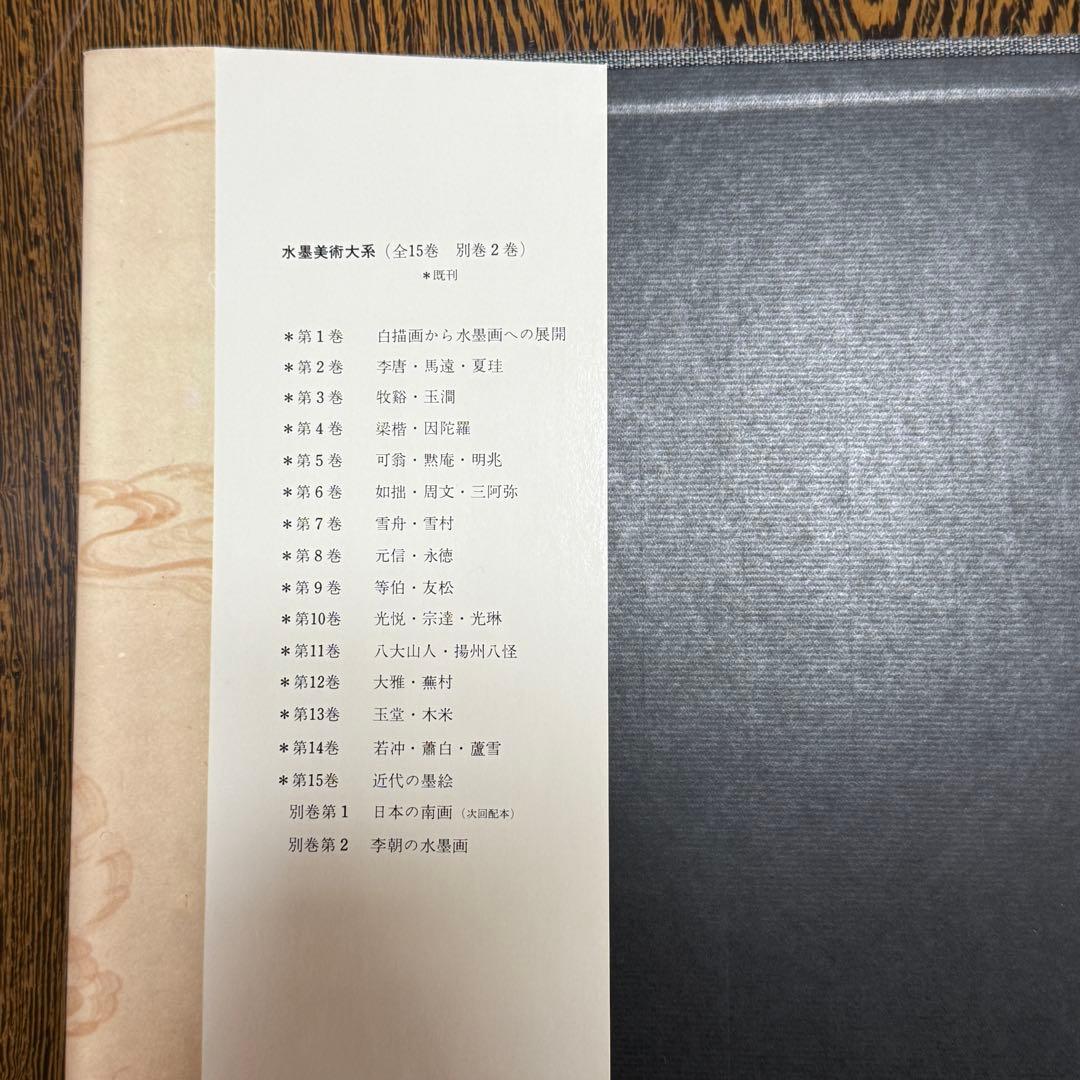 水墨美術大系（全15巻　別巻２巻）
＊既刊
＊第１巻　白描画から水墨画への展開
＊第２巻　李唐・馬遠・夏珪
＊第３巻　牧谿・玉澗
＊第４巻　梁楷・因陀羅
＊第５巻　可翁・黙庵・明兆
＊第６巻　如拙・周文・三阿弥
＊第７巻　雪舟・雪村
＊第８巻　元信・永徳
＊第９巻　等伯・友松
＊第10巻　光悦・宗達・光琳
＊第11巻　八大山人・揚州八怪
＊第12巻　大雅・蕪村
＊第13巻　玉堂・木米
＊第14巻　若冲・蕭白・蘆雪
＊第15巻　近代の墨絵
別巻第１　日本の南画（次回配本）
別巻第２　李朝の水墨画